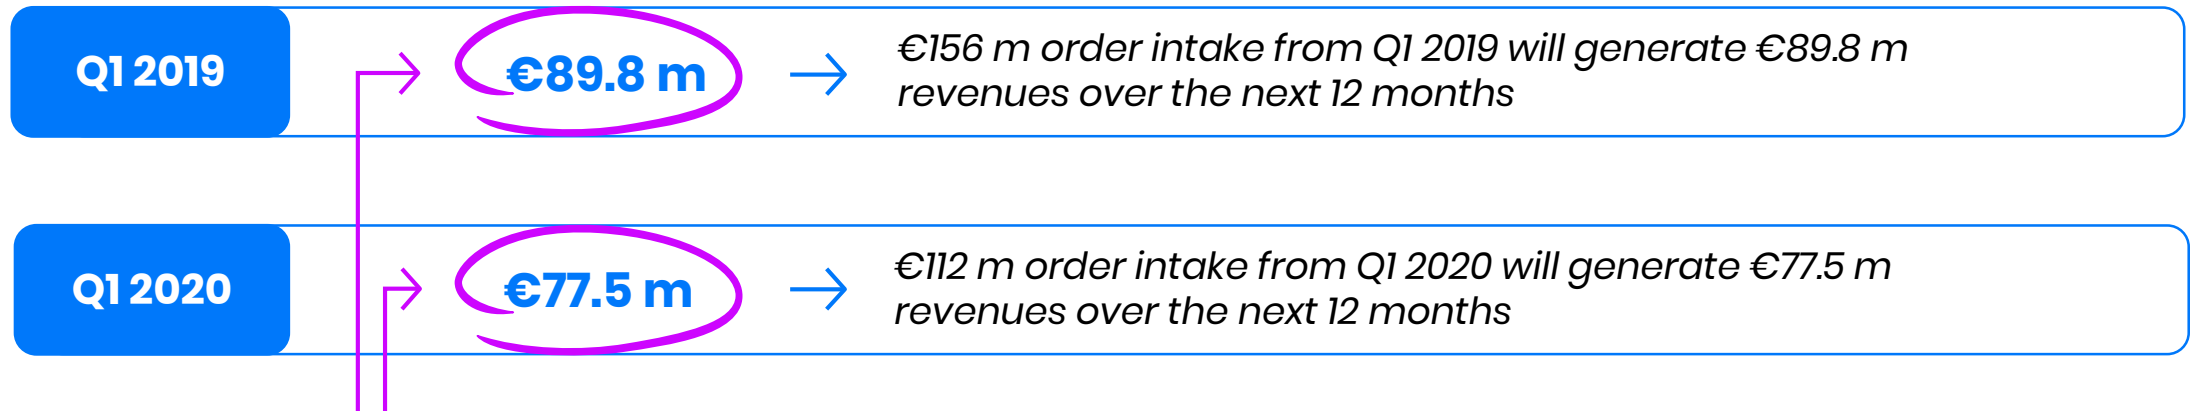 Q1 2019
€89.8 m
€156 m order intake from Q1 2019 will generate €89.8 m
revenues over the next 12 months
Q1 2020
€77.5 m
€112 m order intake from Q1 2020 will generate €77.5 m
revenues over the next 12 months